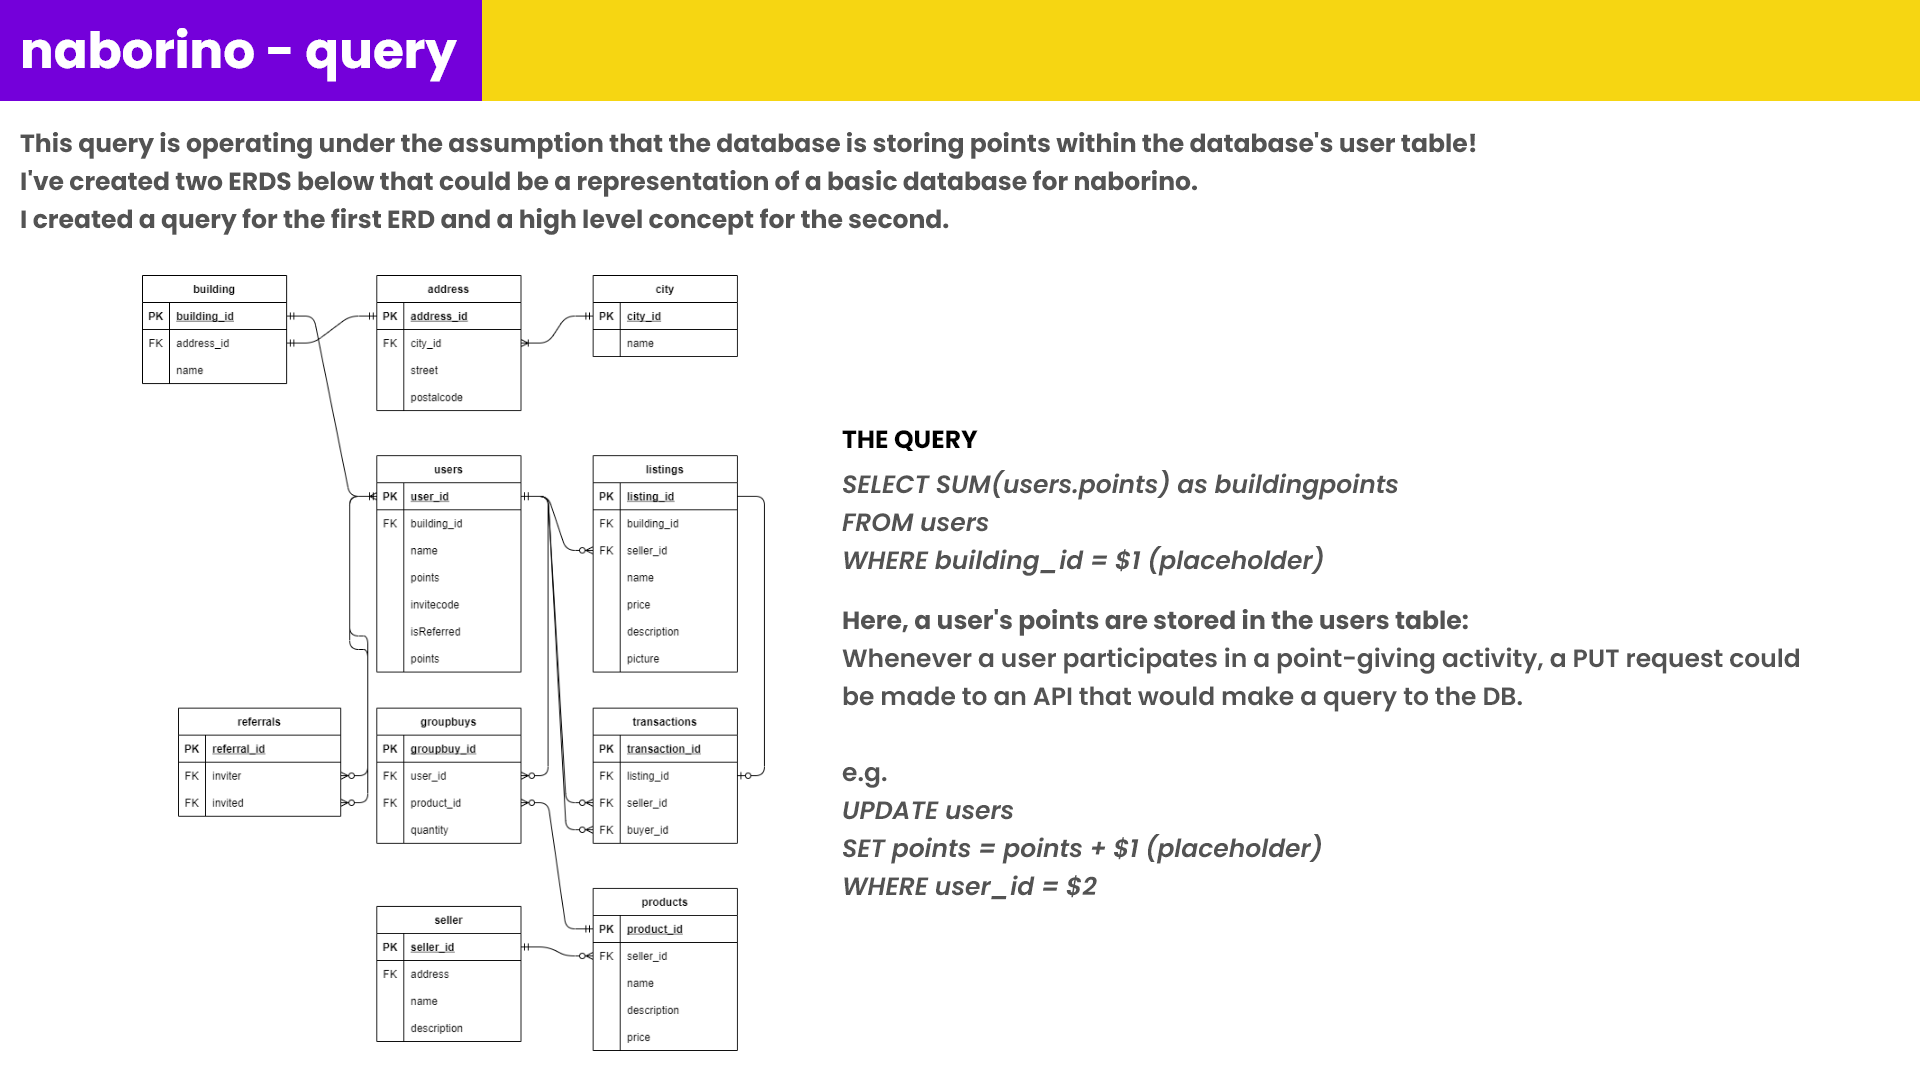 naborino - query
This query is operating under the assumption that the database is storing points within the database's user table!
I've created two ERDS below that could be a representation of a basic database for naborino.
I created a query for the first ERD and a high level concept for the second.
building
PK building_id
FK address_id
name
address
PK address_id
FK city_id
street
postalcode
city
PK city_id
name
users
PK user_id
FK building_id
name
points
invitecode
isReferred
points
listings
PK listing_id
FK building_id
FK seller_id
name
price
description
picture
referrals
PK referral_id
FK inviter
FK invited
groupbuys
PK groupbuy_id
FK user_id
FK product_id
quantity
transactions
PK transaction_id
FK listing_id
FK seller_id
FK buyer_id
seller
PK seller_id
FK address
name
description
products
PK product_id
FK seller_id
name
description
price
THE QUERY
SELECT SUM(users.points) as buildingpoints
FROM users
WHERE building_id = $1 (placeholder)
Here, a user's points are stored in the users table:
Whenever a user participates in a point-giving activity, a PUT request could
be made to an API that would make a query to the DB.
e.g.
UPDATE users
SET points = points + $1 (placeholder)
WHERE user_id = $2